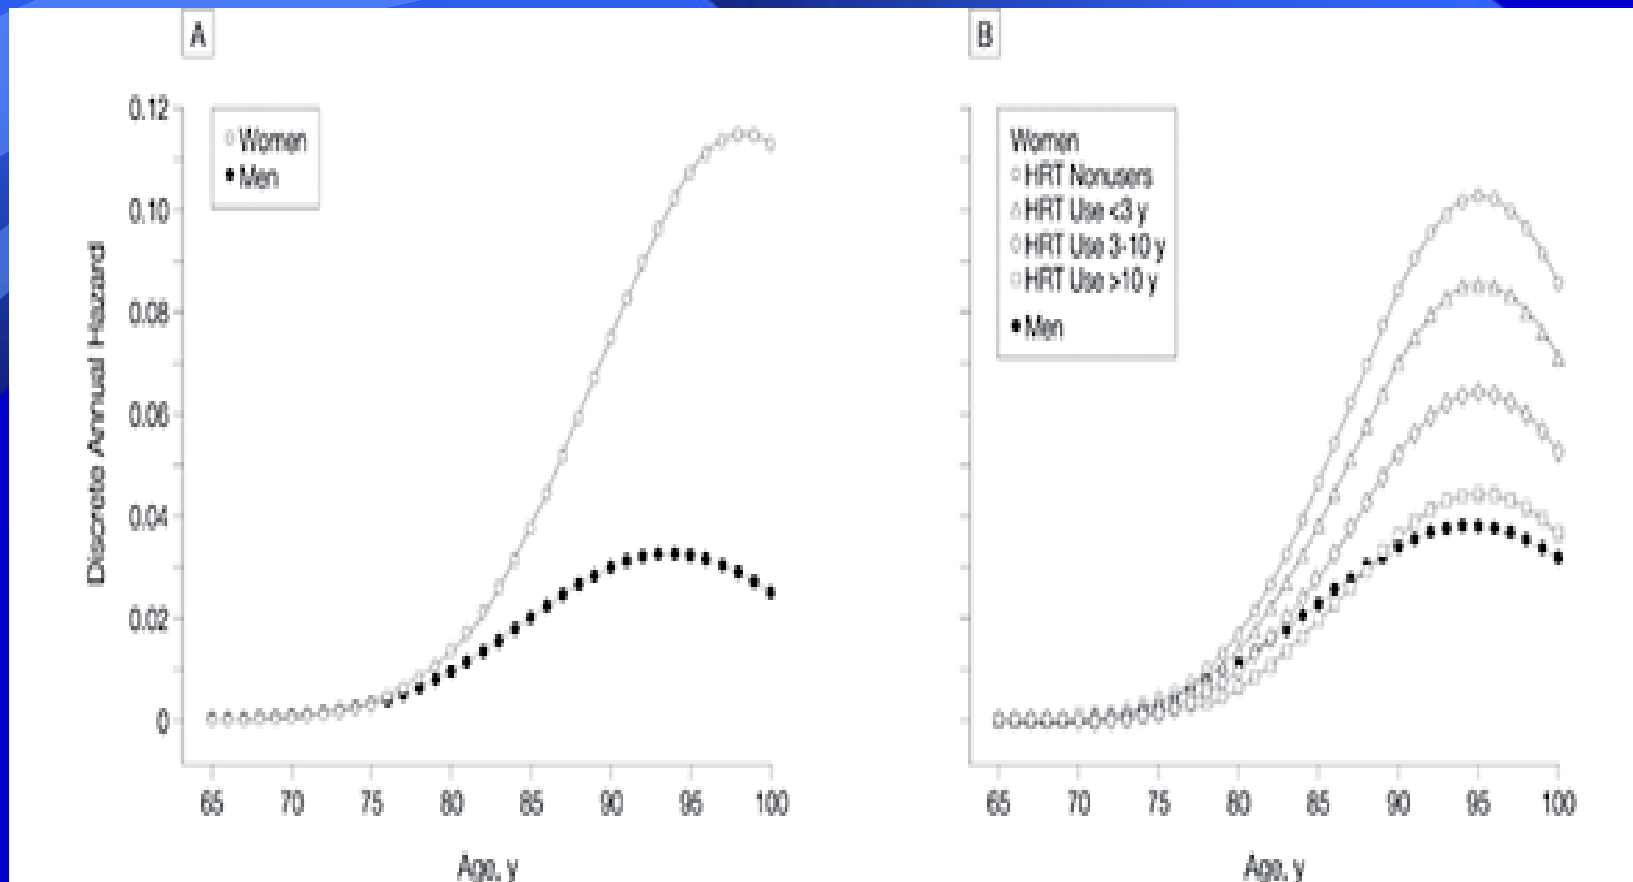 A
0.12
0.10
0.08
0.06
0.04
0.02
0
Discrete Annual Hazard
Women
Men
65 70 75 80 85 90 95 100
Age, y
B
Women
HRT Nonusers
HRT Use <3 y
HRT Use 3-10 y
HRT Use >10 y
Men
65 70 75 80 85 90 95 100
Age, y